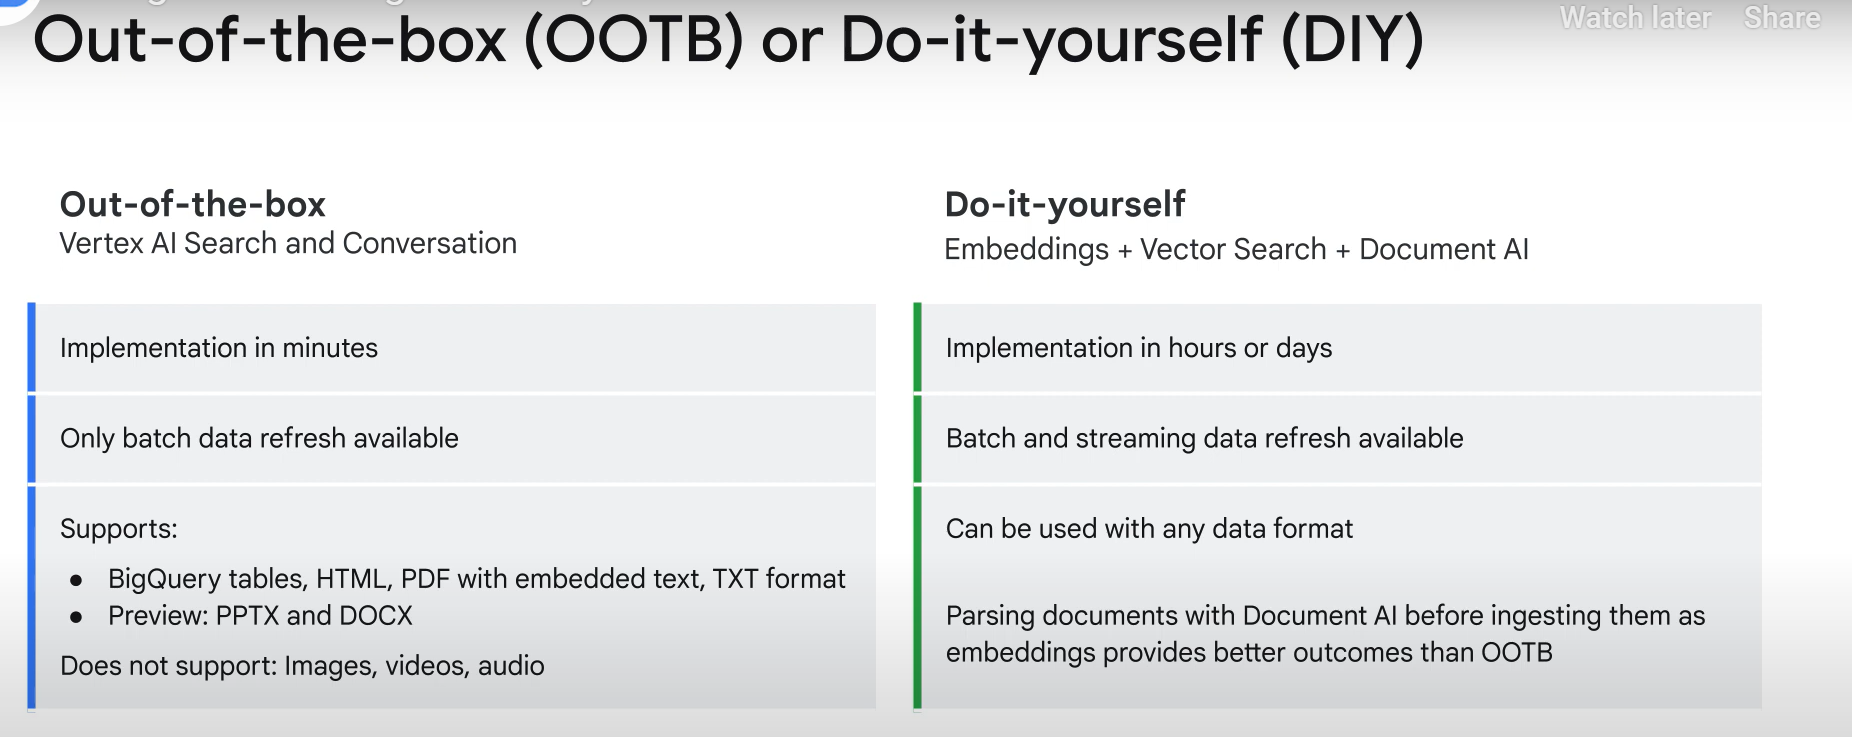 Out-of-the-box (OOTB) or Do-it-yourself (DIY)
Watch later
Share
Out-of-the-box
Vertex AI Search and Conversation
Implementation in minutes
Only batch data refresh available
Supports:
● BigQuery tables, HTML, PDF with embedded text, TXT format
● Preview: PPTX and DOCX
Does not support: Images, videos, audio
Do-it-yourself
Embeddings + Vector Search + Document AI
Implementation in hours or days
Batch and streaming data refresh available
Can be used with any data format
Parsing documents with Document AI before ingesting them as
embeddings provides better outcomes than OOTB